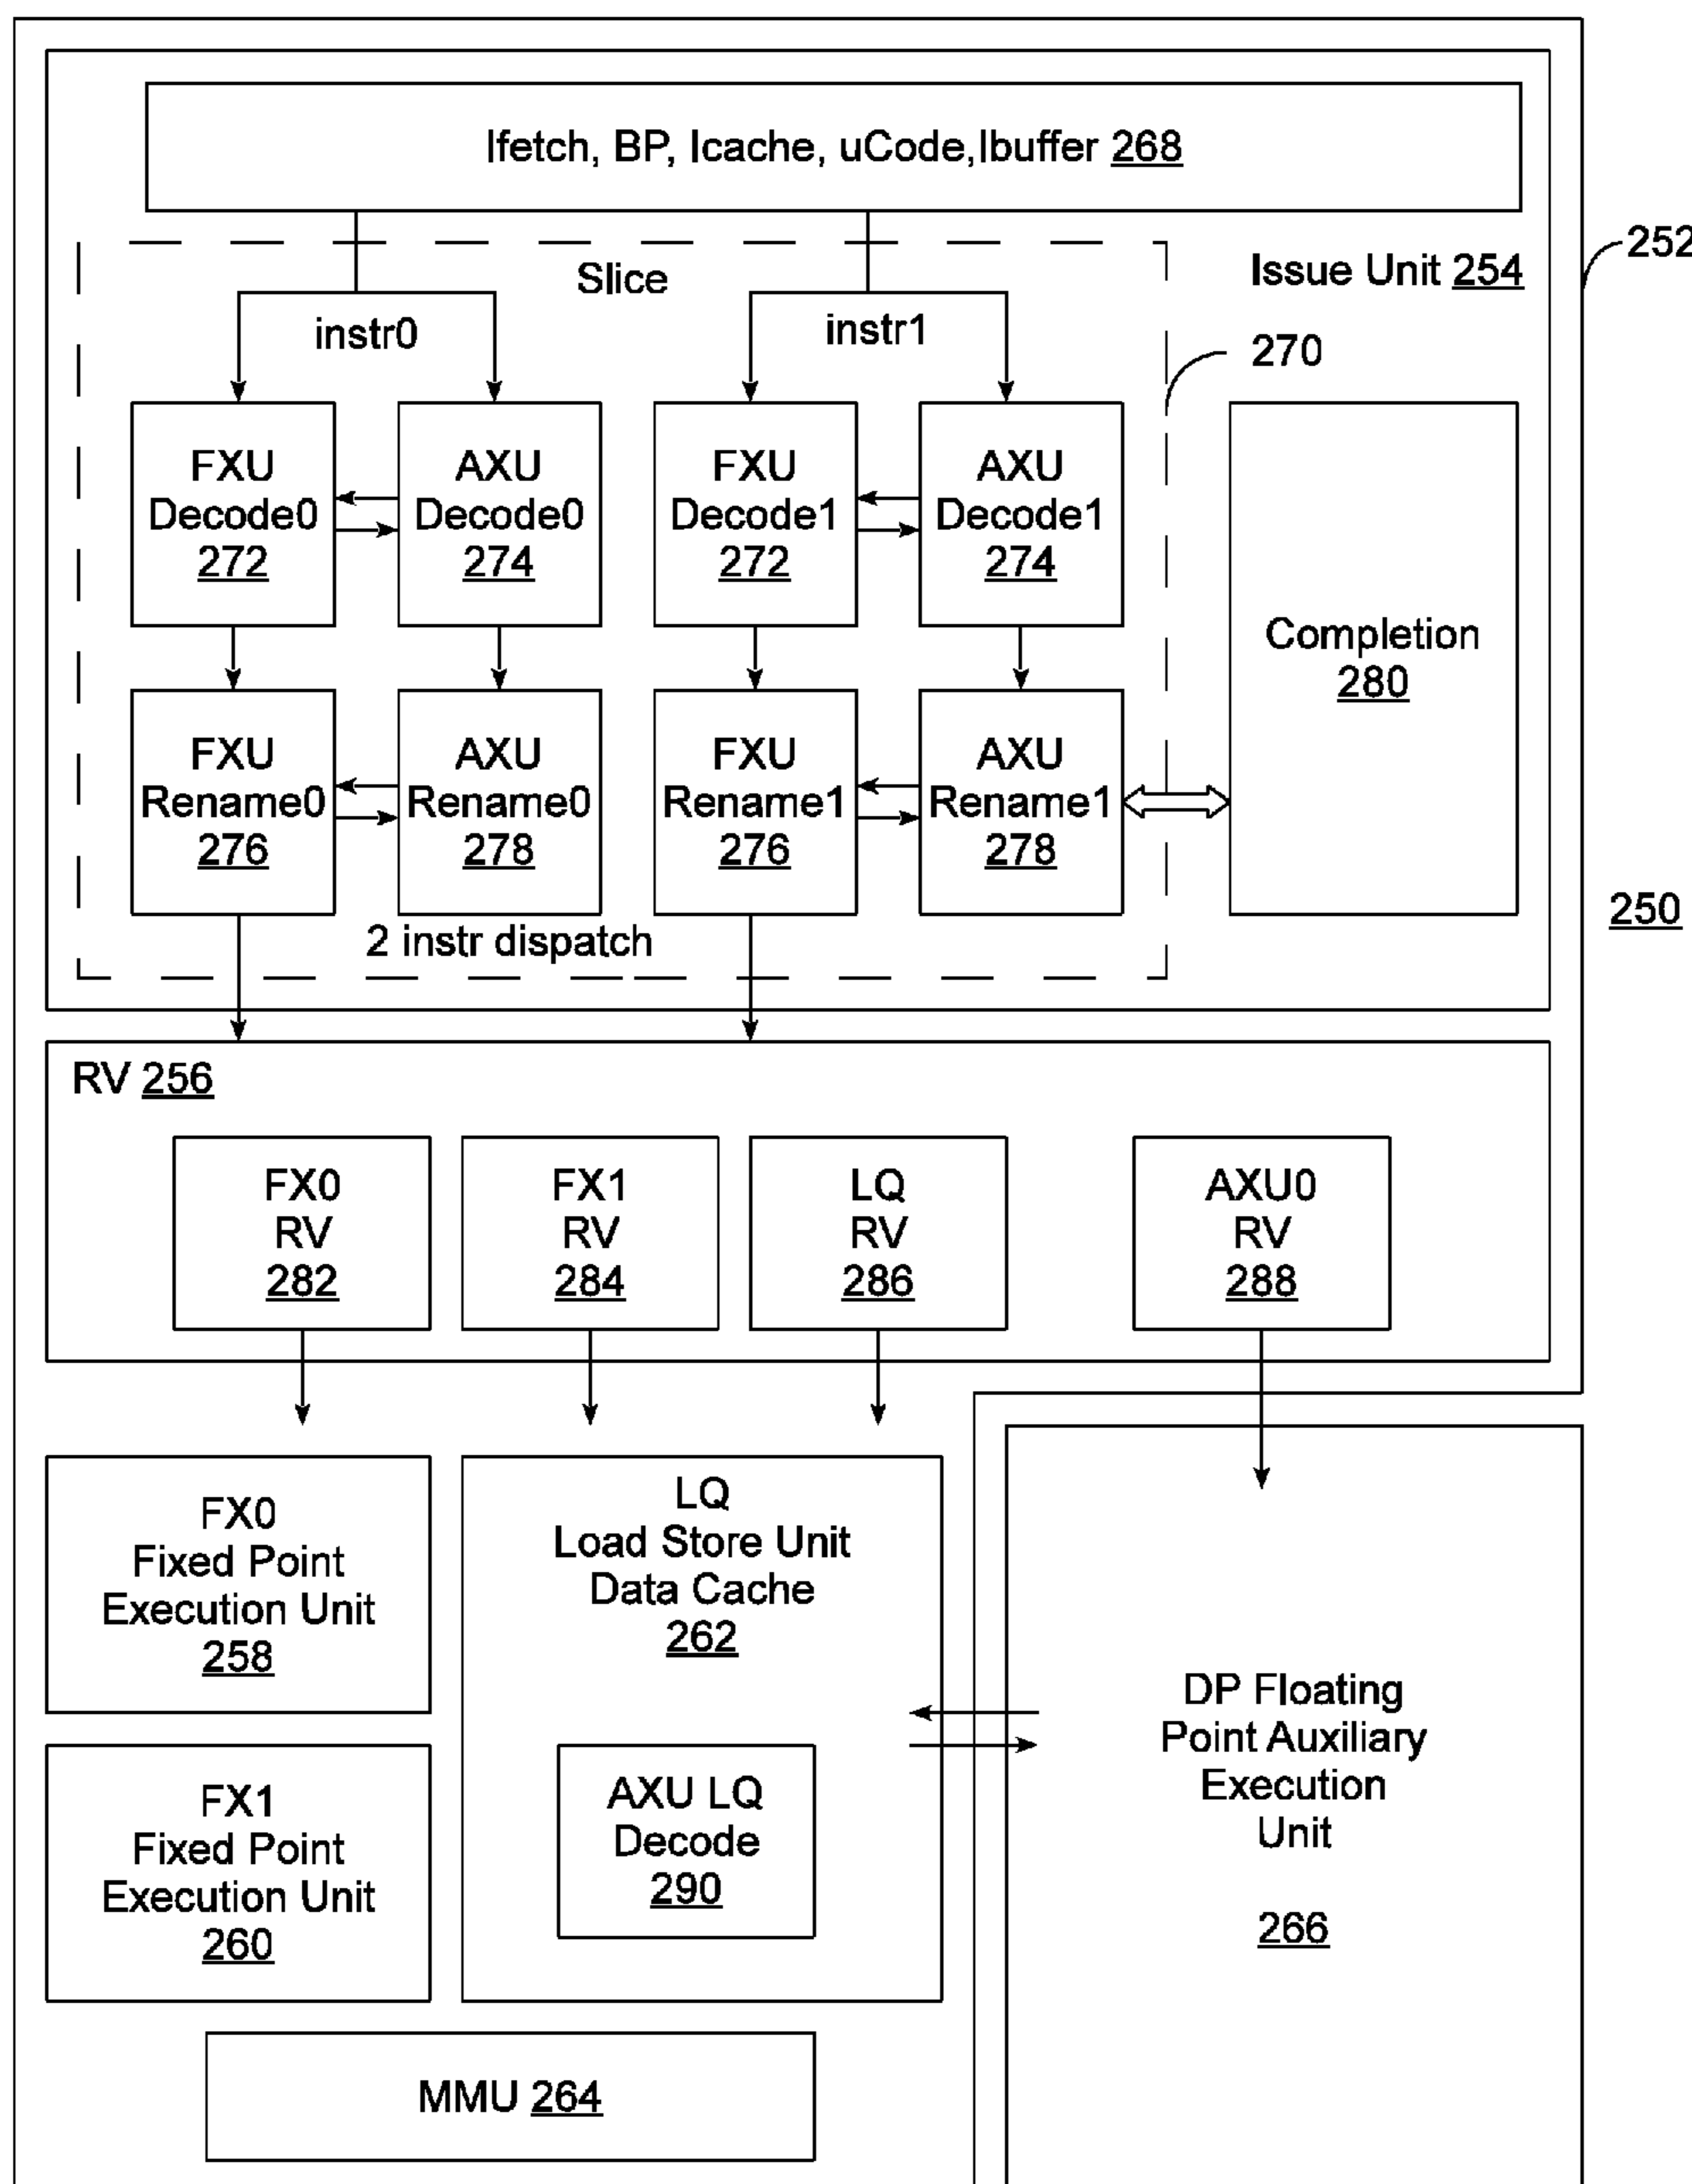 Ifetch, BP, Icache, uCode,Ibuffer 268
252
Slice
Issue Unit 254
instr0
instr1
270
FXU
Decode0
272
AXU
Decode0
274
FXU
Decode1
272
AXU
Decode1
274
Completion
280
FXU
Rename0
276
AXU
Rename0
278
FXU
Rename1
276
AXU
Rename1
278
250
2 instr dispatch
RV 256
FX0
RV
282
FX1
RV
284
LQ
RV
286
AXU0
RV
288
FX0
Fixed Point
Execution Unit
258
LQ
Load Store Unit
Data Cache
262
DP Floating
Point Auxiliary
Execution
Unit
266
FX1
Fixed Point
Execution Unit
260
AXU LQ
Decode
290
MMU 264